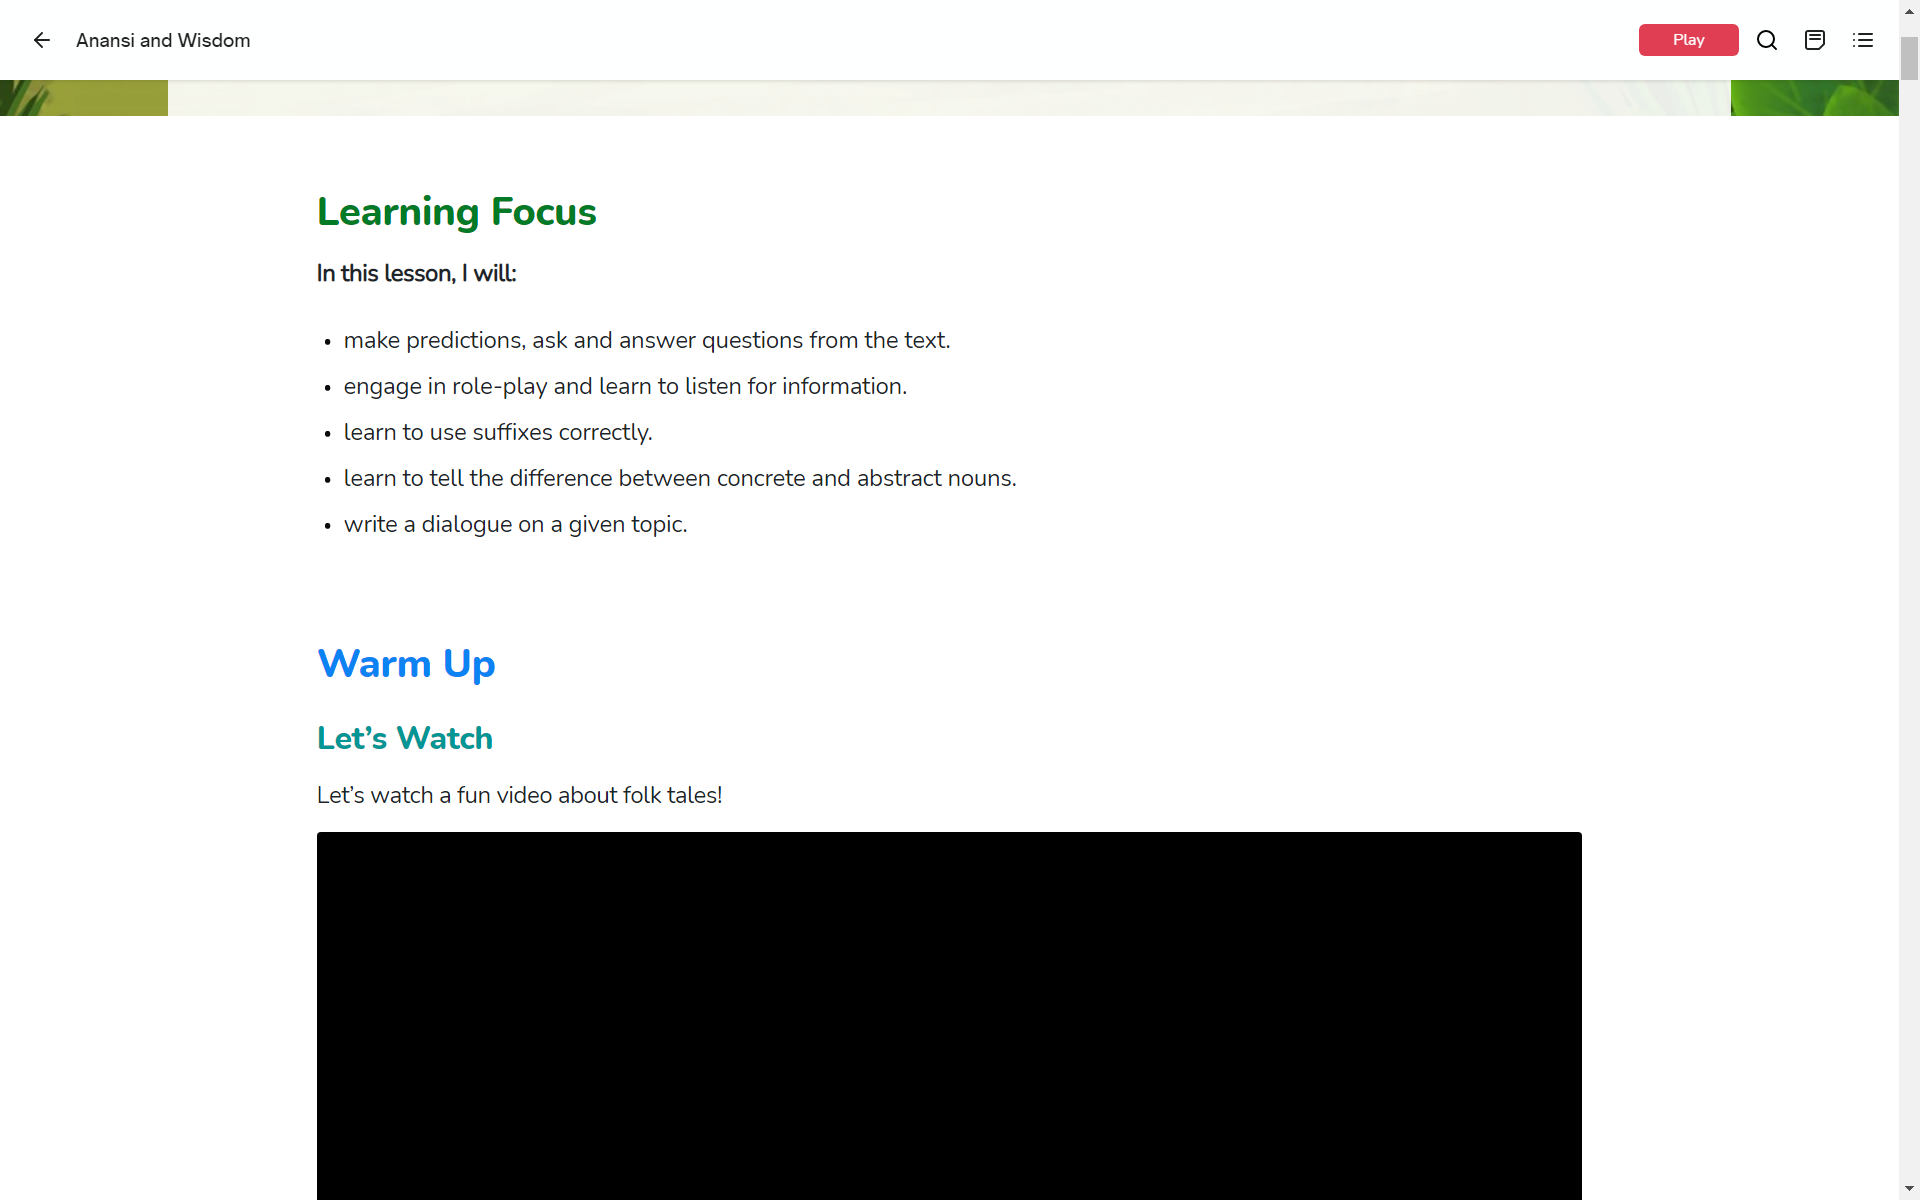 Anansi and Wisdom
Play
Learning Focus
In this lesson, I will:
• make predictions, ask and answer questions from the text.
• engage in role-play and learn to listen for information.
• learn to use suffixes correctly.
• learn to tell the difference between concrete and abstract nouns.
• write a dialogue on a given topic.
Warm Up
Let’s Watch
Let’s watch a fun video about folk tales!